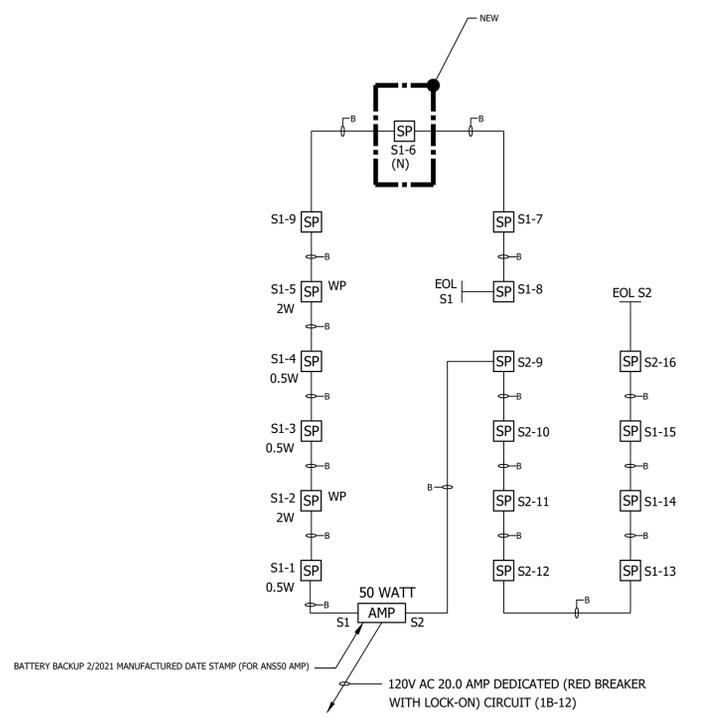 NEW
B
B
SP
S1-6
(N)
S1-9 SP
SP S1-7
B
B
S1-5 SP WP
2W
EOL
S1
SP S1-8
EOL S2
B
S1-4 SP
0.5W
SP S2-9
SP S2-16
B
B
B
S1-3 SP
0.5W
SP S2-10
SP S1-15
B
B
B
B
S1-2 SP WP
2W
SP S2-11
SP S1-14
B
B
B
S1-1 SP
0.5W
SP S2-12
SP S1-13
50 WATT
B
B
AMP
S1
S2
BATTERY BACKUP 2/2021 MANUFACTURED DATE STAMP (FOR ANS50 AMP)
120V AC 20.0 AMP DEDICATED (RED BREAKER
WITH LOCK-ON) CIRCUIT (1B-12)